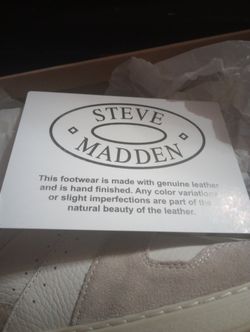 STEVE
MADDEN
This footwear is made with genuine leather
and is hand finished. Any color variations
or slight imperfections are part of the
natural beauty of the leather.